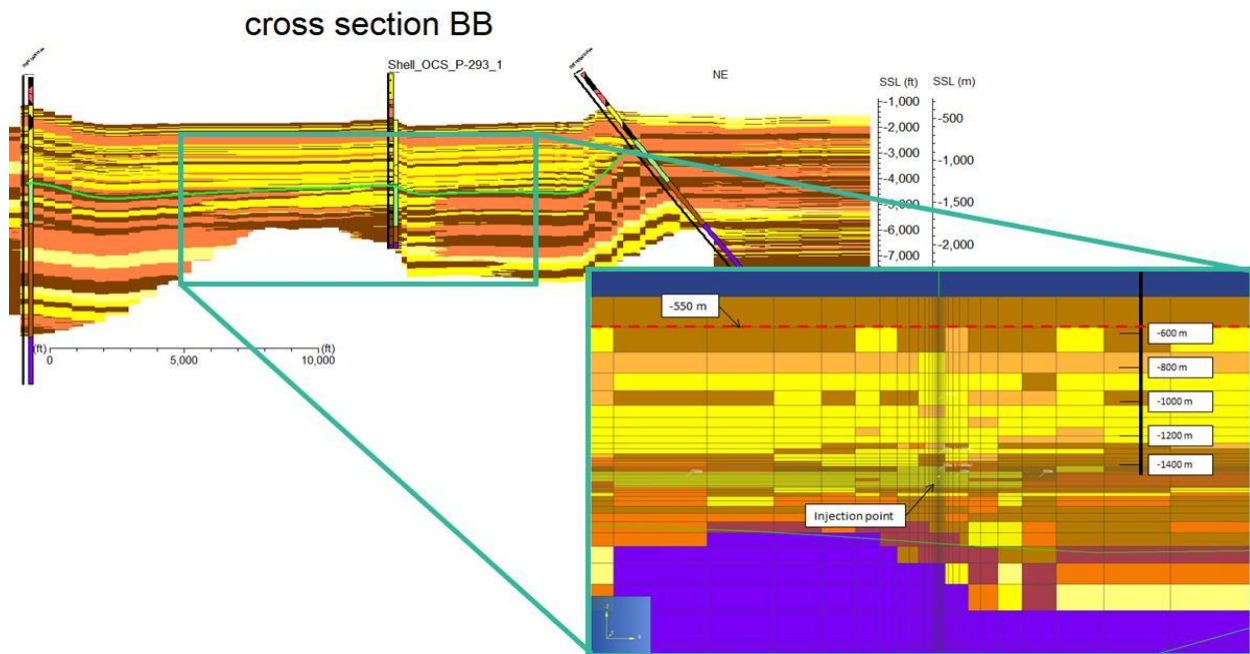 cross section BB
Shell_OCS_P-293_1
NE
SSL (ft)
SSL (m)
-1,000
-2,000
-3,000
-4,000
-5,000
-6,000
-7,000
-500
-1,000
-1,500
-2,000
(ft)
0
5,000
10,000
(ft)
-550 m
-600 m
-800 m
-1000 m
-1200 m
-1400 m
Injection point